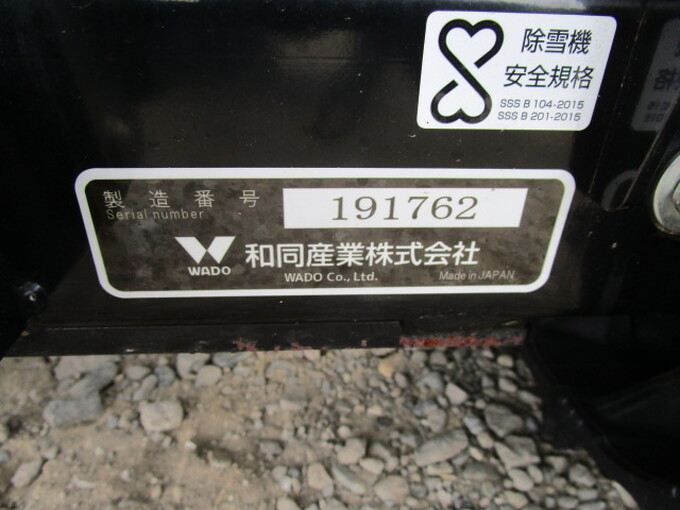 除雪機
安全規格
SSS B 104-2015
SSS B 201-2015
製造番号
Serial number
191762
WADO
和同産業株式会社
WADO Co., Ltd.
Made in JAPAN